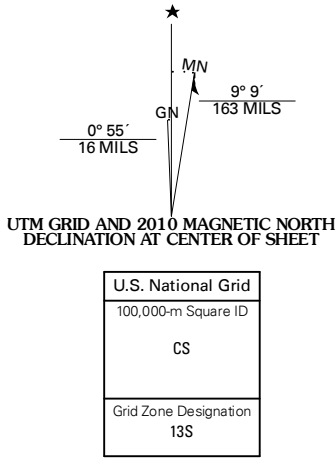 ★
MN
GN
9° 9´
163 MILS
0° 55´
16 MILS
UTM GRID AND 2010 MAGNETIC NORTH
DECLINATION AT CENTER OF SHEET
U.S. National Grid
100,000-m Square ID
CS
Grid Zone Designation
13S